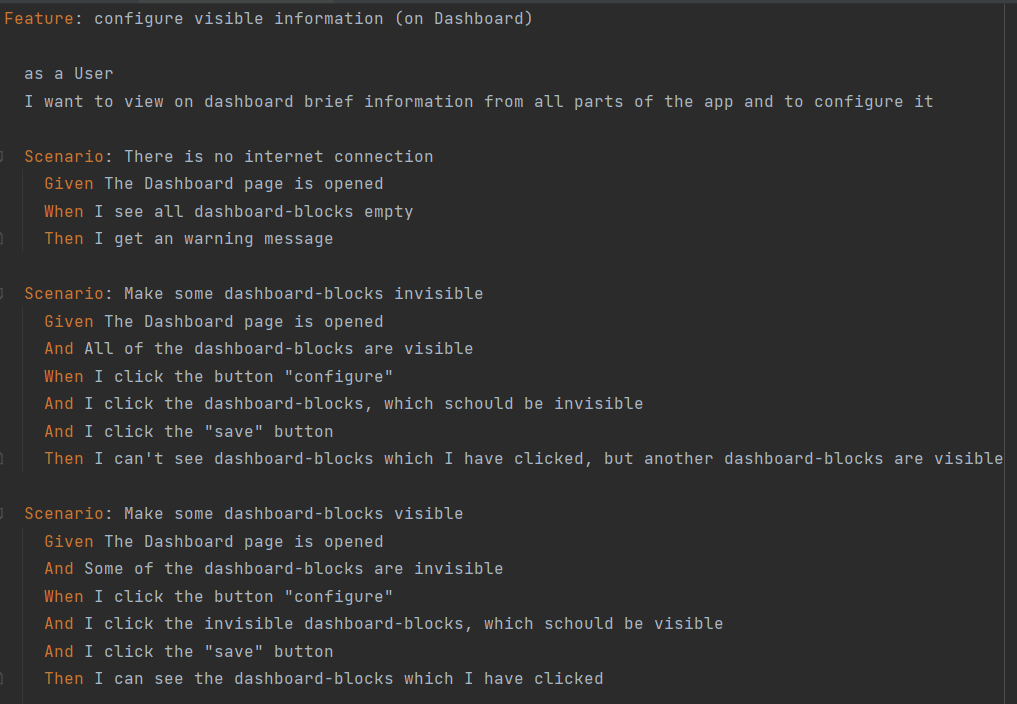 Feature: configure visible information (on Dashboard)
as a User
I want to view on dashboard brief information from all parts of the app and to configure it
Scenario: There is no internet connection
Given The Dashboard page is opened
When I see all dashboard-blocks empty
Then I get an warning message
Scenario: Make some dashboard-blocks invisible
Given The Dashboard page is opened
And All of the dashboard-blocks are visible
When I click the button "configure"
And I click the dashboard-blocks, which schould be invisible
And I click the "save" button
Then I can't see dashboard-blocks which I have clicked, but another dashboard-blocks are visible
Scenario: Make some dashboard-blocks visible
Given The Dashboard page is opened
And Some of the dashboard-blocks are invisible
When I click the button "configure"
And I click the invisible dashboard-blocks, which schould be visible
And I click the "save" button
Then I can see the dashboard-blocks which I have clicked